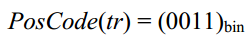 PosCode(tr) = (0011)bin